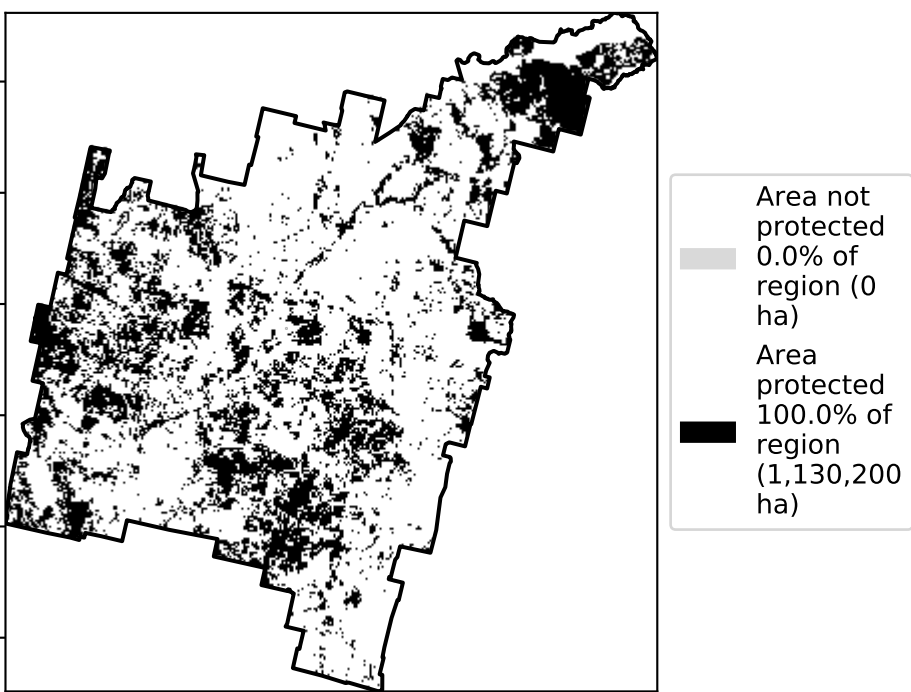 Area not
protected
0.0% of
region (0
ha)
Area
protected
100.0% of
region
(1,130,200
ha)